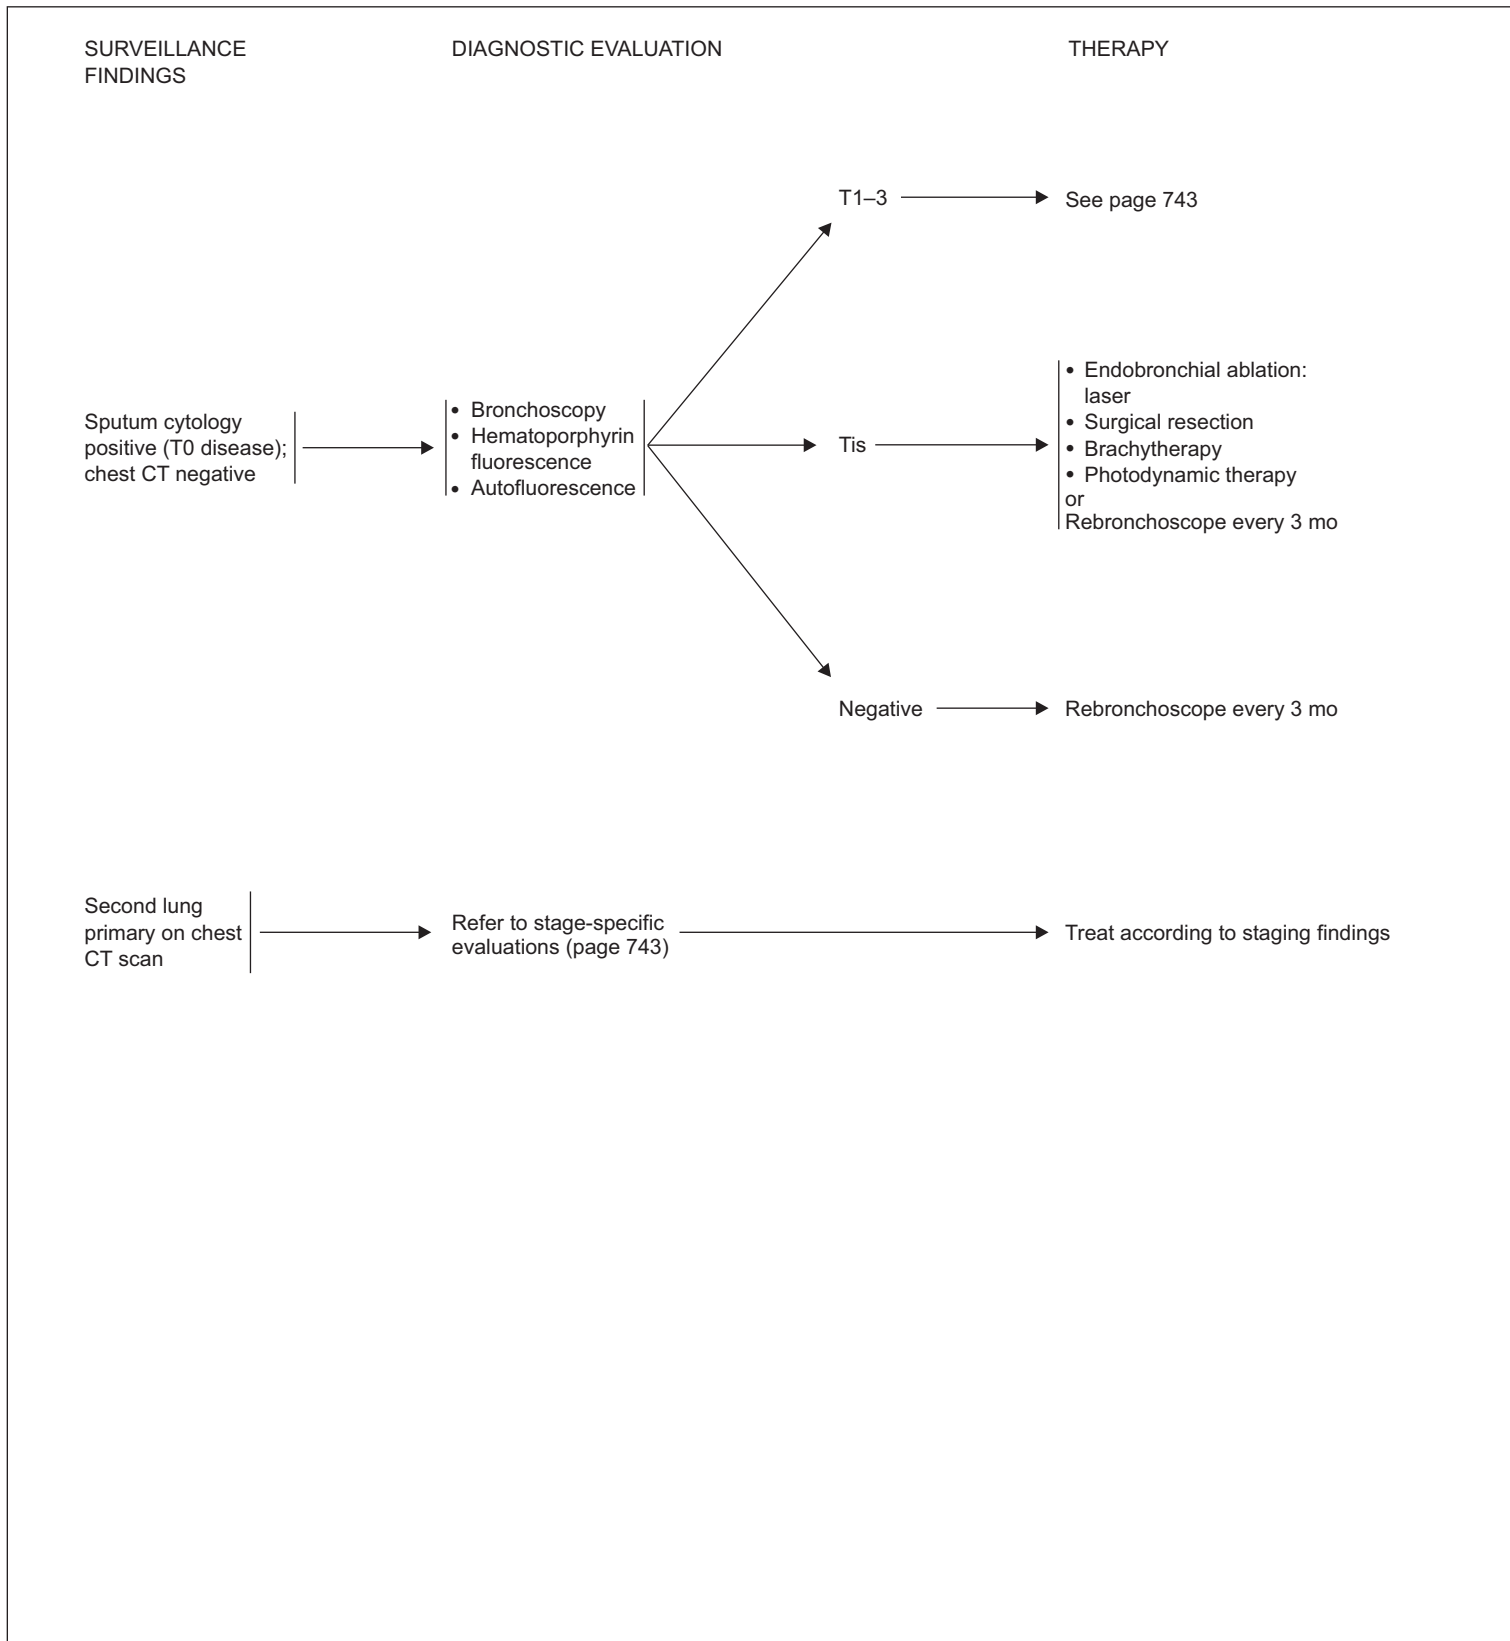 SURVEILLANCE
FINDINGS
DIAGNOSTIC EVALUATION
THERAPY
T1–3
See page 743
Sputum cytology
positive (T0 disease);
chest CT negative
• Bronchoscopy
• Hematoporphyrin
fluorescence
• Autofluorescence
Tis
• Endobronchial ablation:
laser
• Surgical resection
• Brachytherapy
• Photodynamic therapy
or
Rebronchoscope every 3 mo
Negative
Rebronchoscope every 3 mo
Second lung
primary on chest
CT scan
Refer to stage-specific
evaluations (page 743)
Treat according to staging findings